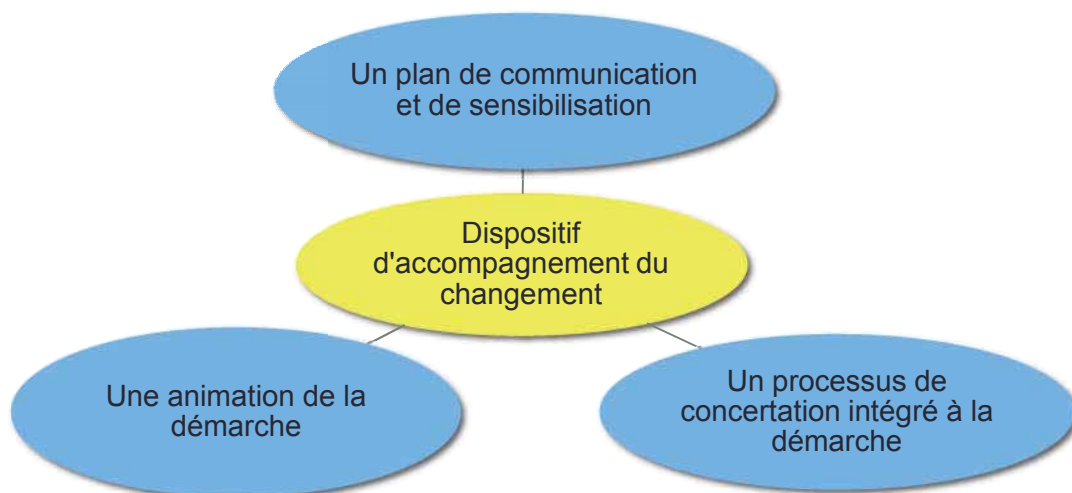 Un plan de communication
et de sensibilisation
Dispositif
d'accompagnement du
changement
Une animation de la
démarche
Un processus de
concertation intégré à la
démarche